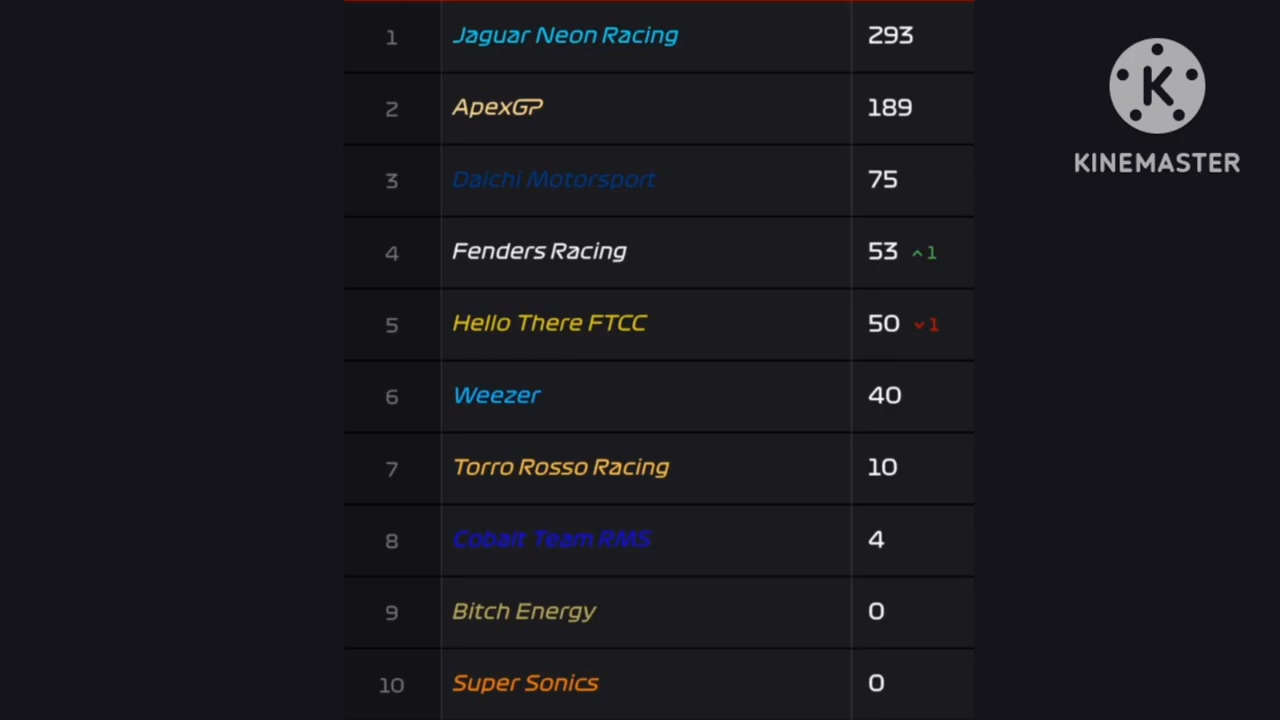 1 Jaguar Neon Racing 293
2 ApexGP 189
3 Daichi Motorsport 75
4 Fenders Racing 53 1
5 Hello There FTCC 50 1
6 Weezer 40
7 Torro Rosso Racing 10
8 Cobalt Team RMS 4
9 Bitch Energy 0
10 Super Sonics 0
K
KINEMASTER